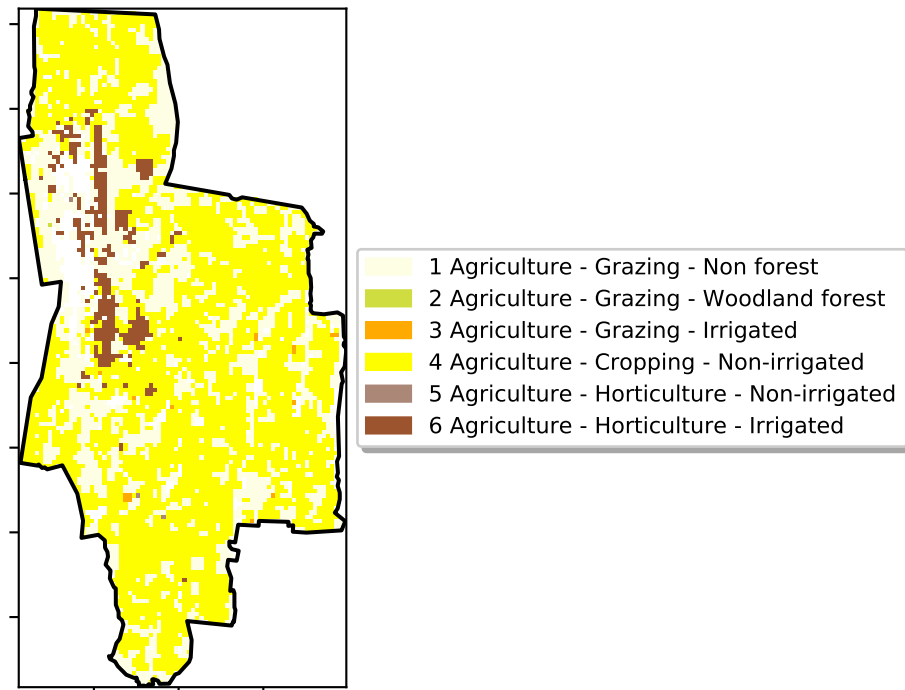 1 Agriculture - Grazing - Non forest
2 Agriculture - Grazing - Woodland forest
3 Agriculture - Grazing - Irrigated
4 Agriculture - Cropping - Non-irrigated
5 Agriculture - Horticulture - Non-irrigated
6 Agriculture - Horticulture - Irrigated